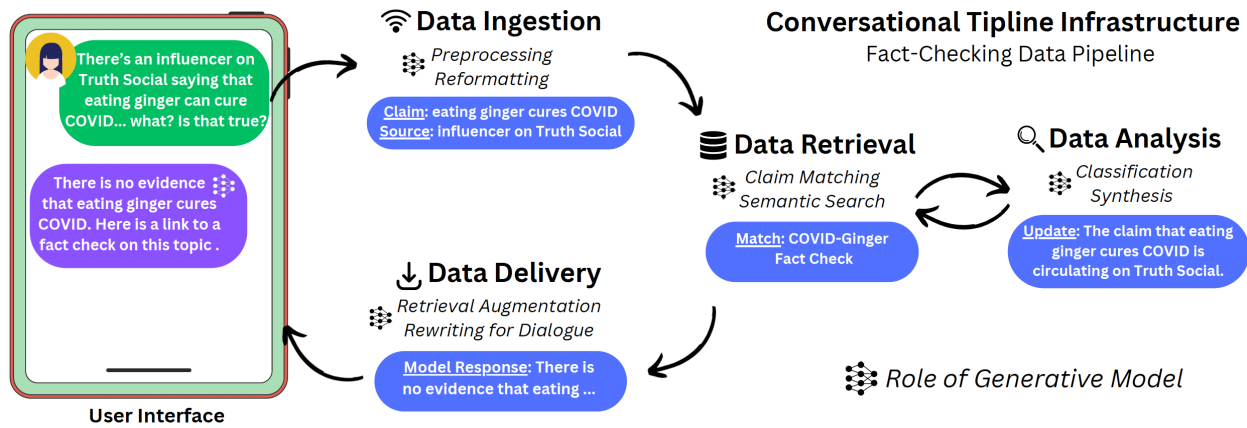 There's an influencer on
Truth Social saying that
eating ginger can cure
COVID... what? Is that true?
There is no evidence
that eating ginger cures
COVID. Here is a link to a
fact check on this topic .
User Interface
Data Ingestion
Preprocessing
Reformatting
Claim: eating ginger cures COVID
Source: influencer on Truth Social
Conversational Tipline Infrastructure
Fact-Checking Data Pipeline
Data Retrieval
Claim Matching
Semantic Search
Match: COVID-Ginger
Fact Check
Data Analysis
Classification
Synthesis
Update: The claim that eating
ginger cures COVID is
circulating on Truth Social.
Data Delivery
Retrieval Augmentation
Rewriting for Dialogue
Model Response: There is
no evidence that eating ...
Role of Generative Model